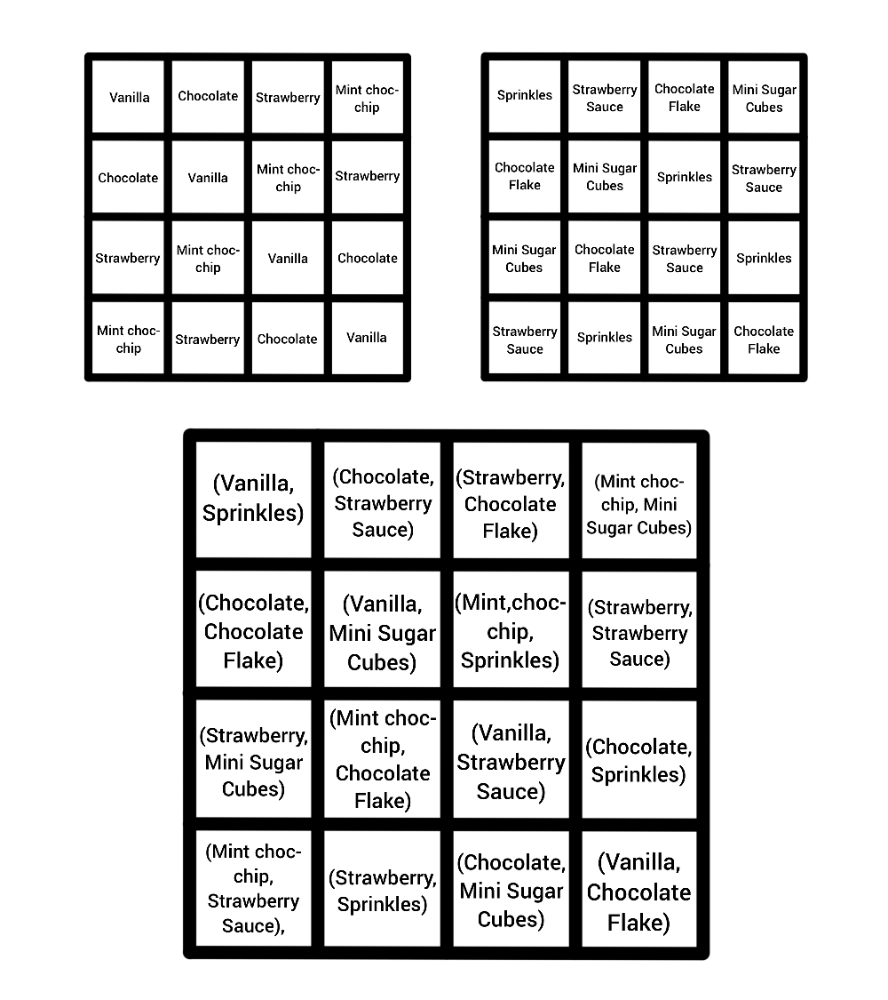 Vanilla
Chocolate
Strawberry
Mint choc-
chip
Chocolate
Vanilla
Mint choc-
chip
Strawberry
Strawberry
Mint choc-
chip
Vanilla
Chocolate
Mint choc-
chip
Strawberry
Chocolate
Vanilla
Sprinkles
Strawberry
Sauce
Chocolate
Flake
Mini Sugar
Cubes
Chocolate
Flake
Mini Sugar
Cubes
Sprinkles
Strawberry
Sauce
Mini Sugar
Cubes
Chocolate
Flake
Strawberry
Sauce
Sprinkles
Strawberry
Sauce
Sprinkles
Mini Sugar
Cubes
Chocolate
Flake
(Vanilla,
Sprinkles)
(Chocolate,
Strawberry
Sauce)
(Strawberry,
Chocolate
Flake)
(Mint choc-
chip, Mini
Sugar Cubes)
(Chocolate,
Chocolate
Flake)
(Vanilla,
Mini Sugar
Cubes)
(Mint,choc-
chip,
Sprinkles)
(Strawberry,
Strawberry
Sauce)
(Strawberry,
Mini Sugar
Cubes)
(Mint choc-
chip,
Chocolate
Flake)
(Vanilla,
Strawberry
Sauce)
(Chocolate,
Sprinkles)
(Mint choc-
chip,
Strawberry
Sauce),
(Strawberry,
Sprinkles)
(Chocolate,
Mini Sugar
Cubes)
(Vanilla,
Chocolate
Flake)